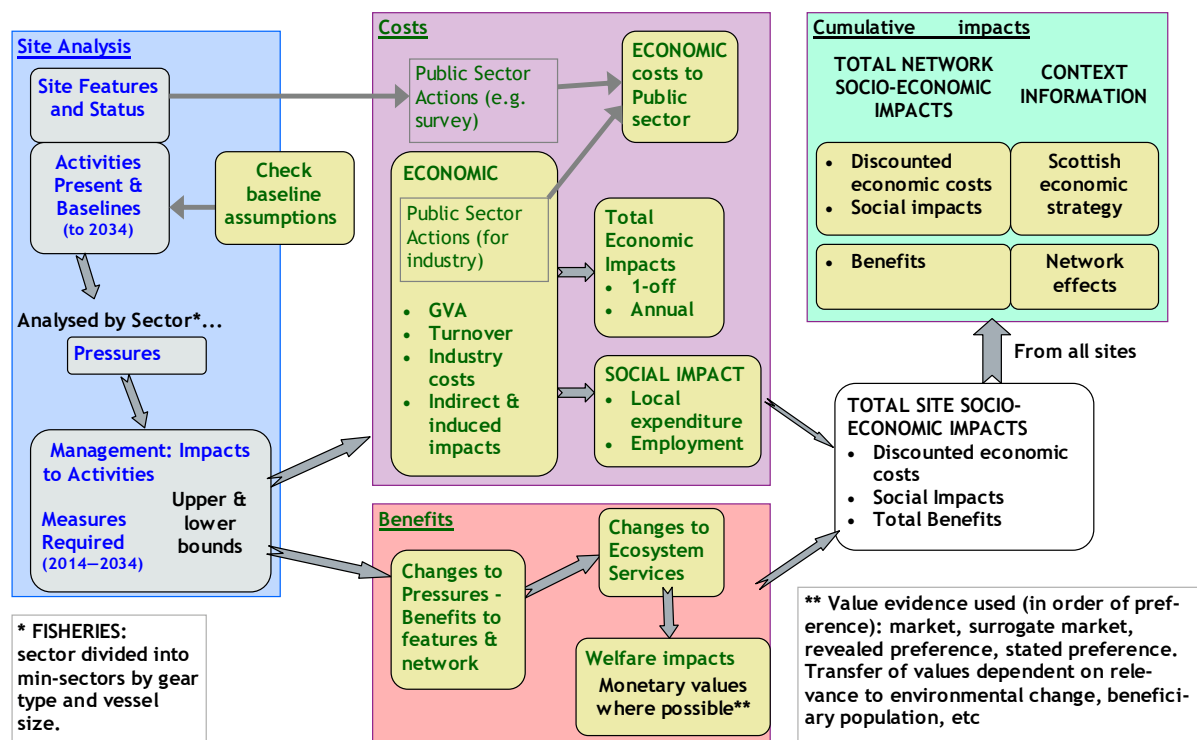 Site Analysis
Site Features
and Status
Activities
Present &
Baselines
(to 2034)
Check
baseline
assumptions
Analysed by Sector*...
Pressures
Management: Impacts
to Activities
Upper &
lower
bounds
Measures
Required
(2014—2034)
* FISHERIES:
sector divided into
min-sectors by gear
type and vessel
size.
Costs
Public Sector
Actions (e.g.
survey)
ECONOMIC
costs to
Public
sector
ECONOMIC
Public Sector
Actions (for
industry)
• GVA
• Turnover
• Industry
costs
• Indirect &
induced
impacts
Total
Economic
Impacts
• 1-off
• Annual
SOCIAL IMPACT
• Local
expenditure
• Employment
Benefits
Changes to
Pressures -
Benefits to
features &
network
Changes to
Ecosystem
Services
Welfare impacts
Monetary values
where possible**
Cumulative impacts
TOTAL NETWORK
SOCIO-ECONOMIC
IMPACTS
CONTEXT
INFORMATION
• Discounted
economic costs
• Social impacts
Scottish
economic
strategy
• Benefits
Network
effects
From all sites
TOTAL SITE SOCIO-
ECONOMIC IMPACTS
• Discounted economic
costs
• Social Impacts
• Total Benefits
** Value evidence used (in order of pref-
erence): market, surrogate market,
revealed preference, stated preference.
Transfer of values dependent on rele-
vance to environmental change, benefici-
ary population, etc